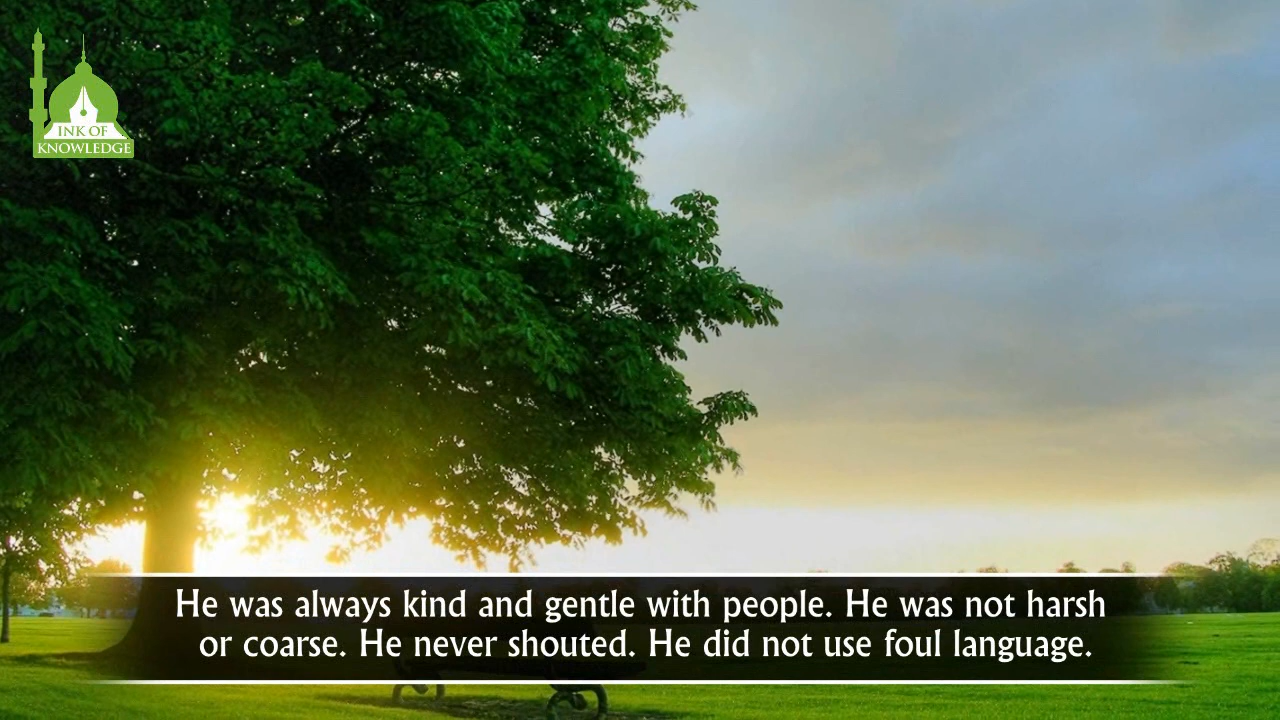 INK OF
KNOWLEDGE
He was always kind and gentle with people. He was not harsh
or coarse. He never shouted. He did not use foul language.